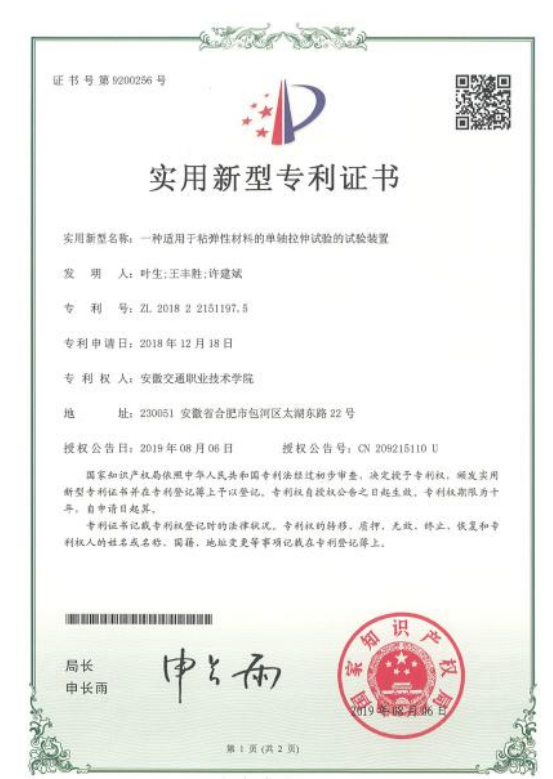 证书号第9200256号
实用新型专利证书
实用新型名称：一种适用于粘弹性材料的单轴拉伸试验的试验装置
发 明 人：叶生;王丰胜;许建斌
专 利 号：ZL 2018 2 2151197.5
专利申请日：2018年12月18日
专 利 权 人：安徽交通职业技术学院
地 址：230051 安徽省合肥市包河区太湖东路22号
授权公告日：2019年08月06日 授权公告号：CN 209215110 U
国家知识产权局依照中华人民共和国专利法经过初步审查，决定授予专利权，颁发实用
新型专利证书并在专利登记簿上予以登记。专利权自授权公告之日起生效。专利权期限为十
年，自申请日起算。
专利证书记载专利权登记时的法律状况。专利权的转移、质押、无效、终止、恢复和专
利权人的姓名或名称、国籍、地址变更等事项记载在专利登记簿上。
局长
申长雨
申长雨
国家知识产权局
2019年08月06日
第 1 页 (共 2 页)